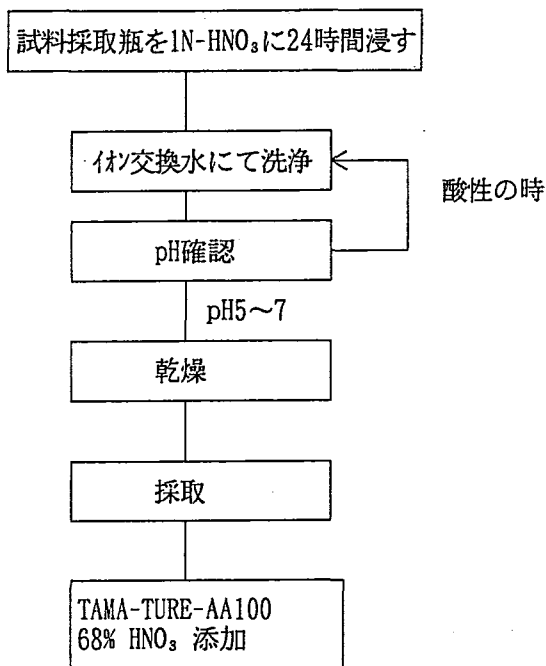 試料採取瓶を1N-HNO₃に24時間浸す
イオン交換水にて洗浄
酸性の時
pH確認
pH5〜7
乾燥
採取
TAMA-TURE-AA100
68% HNO₃ 添加